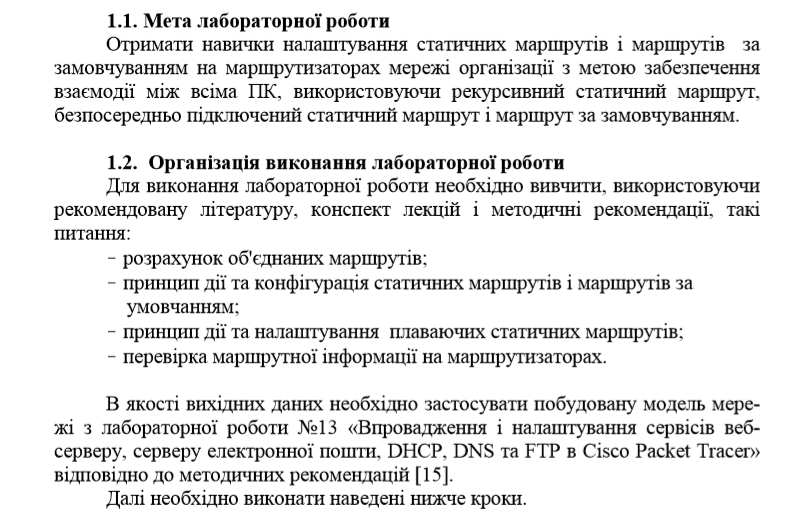 1.1. Мета лабораторної роботи
Отримати навички налаштування статичних маршрутів і маршрутів за
замовчуванням на маршрутизаторах мережі організації з метою забезпечення
взаємодії між всіма ПК, використовуючи рекурсивний статичний маршрут,
безпосередньо підключений статичний маршрут і маршрут за замовчуванням.
1.2. Організація виконання лабораторної роботи
Для виконання лабораторної роботи необхідно вивчити, використовуючи
рекомендовану літературу, конспект лекцій і методичні рекомендації, такі
питання:
- розрахунок об'єднаних маршрутів;
- принцип дії та конфігурація статичних маршрутів і маршрутів за
умовчанням;
- принцип дії та налаштування плаваючих статичних маршрутів;
- перевірка маршрутної інформації на маршрутизаторах.
В якості вихідних даних необхідно застосувати побудовану модель мере-
жі з лабораторної роботи №13 «Впровадження і налаштування сервісів веб-
серверу, серверу електронної пошти, DHCP, DNS та FTP в Cisco Packet Tracer»
відповідно до методичних рекомендацій [15].
Далі необхідно виконати наведені нижче кроки.